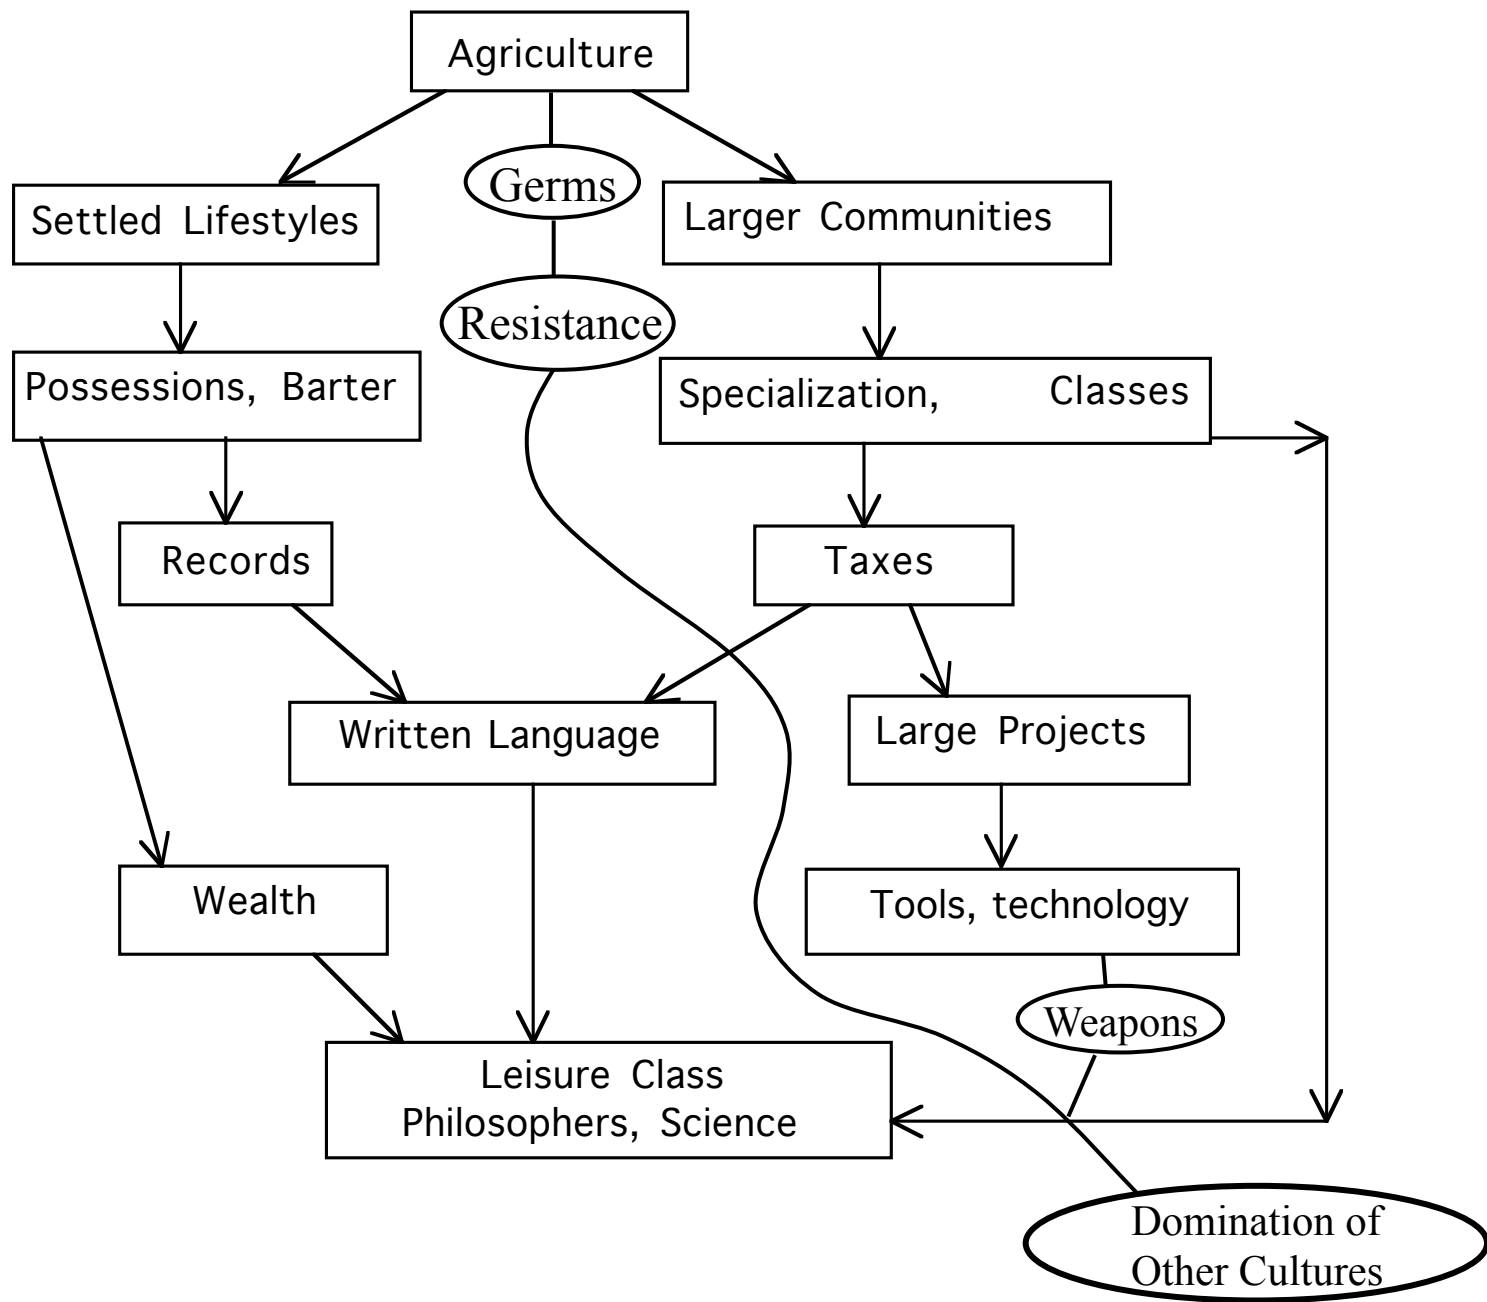 Agriculture
Germs
Settled Lifestyles
Larger Communities
Resistance
Possessions, Barter
Specialization, Classes
Records
Taxes
Written Language
Large Projects
Wealth
Tools, technology
Weapons
Leisure Class
Philosophers, Science
Domination of
Other Cultures